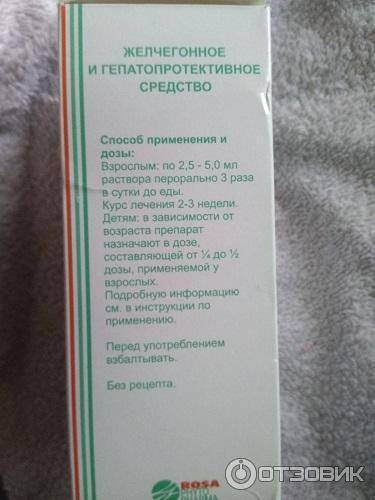 ЖЕЛЧЕГОННОЕ
И ГЕПАТОПРОТЕКТИВНОЕ
СРЕДСТВО
Способ применения и
дозы:
Взрослым: по 2,5 - 5,0 мл
раствора перорально 3 раза
в сутки до еды.
Курс лечения 2-3 недели.
Детям: в зависимости от
возраста препарат
назначают в дозе,
составляющей от ¼ до ½
дозы, применяемой у
взрослых.
Подробную информацию
см. в инструкции по
применению.
Перед употреблением
взбалтывать.
Без рецепта.
ROSA
PHYTO
PHARMA
ОТЗОВИК